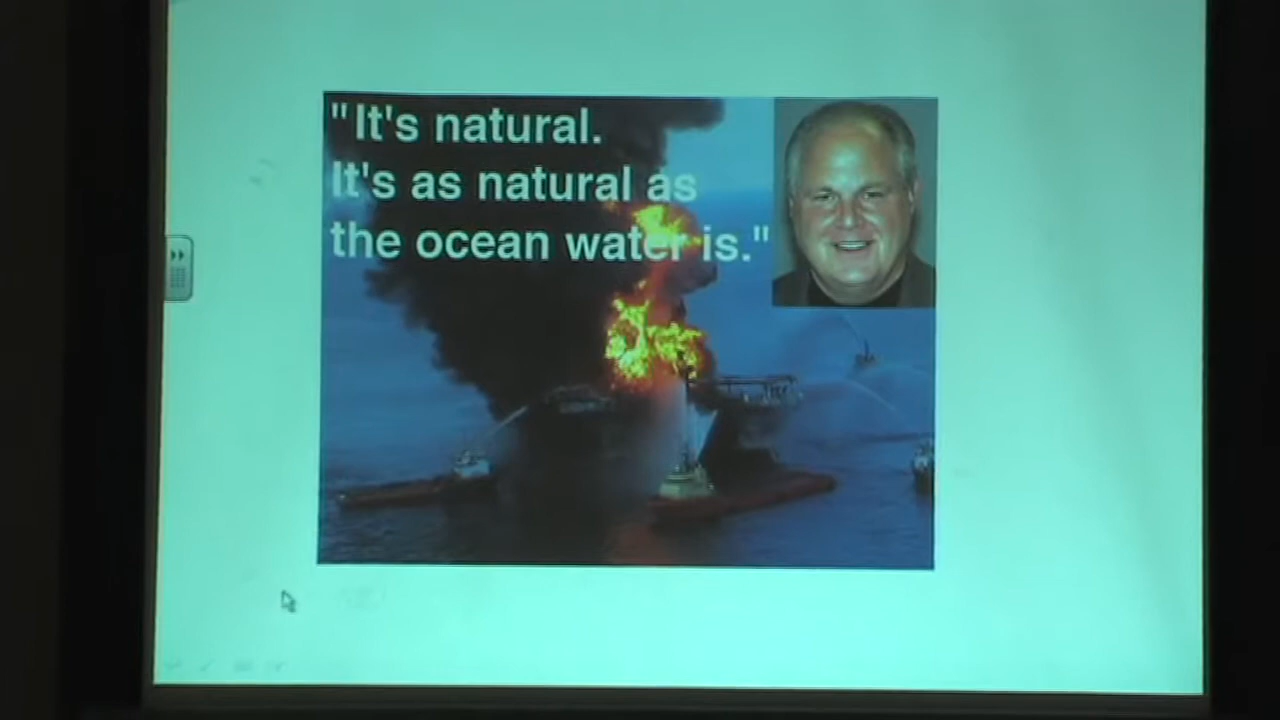 "It's natural.
It's as natural as
the ocean water is."